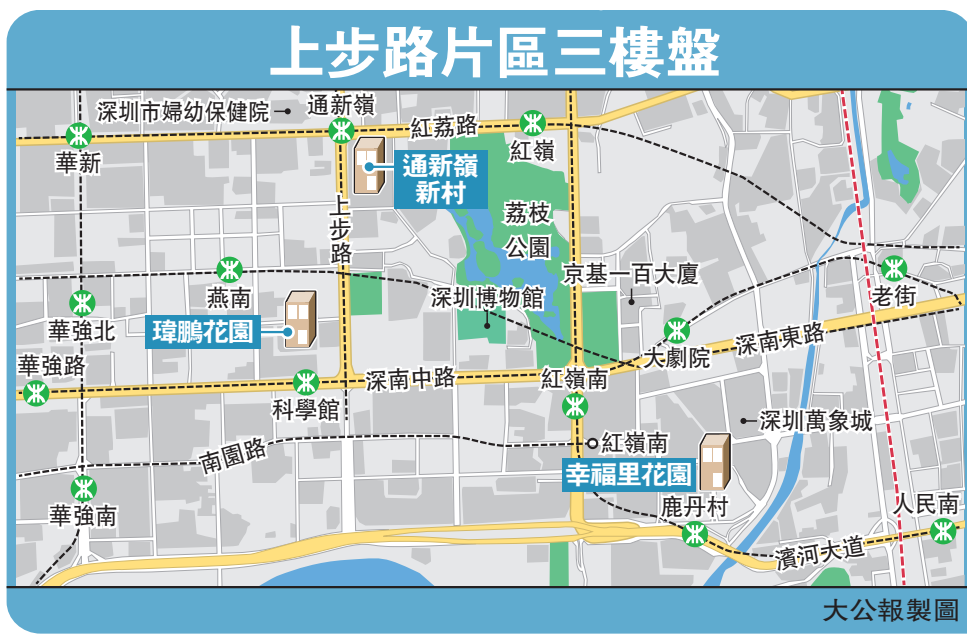 上步路片區三樓盤
深圳市婦幼保健院
通新嶺
紅荔路
紅嶺
華新
通新嶺
新村
上步路
荔枝
公園
燕南
深圳博物館
京基一百大廈
老街
華強北
瑋鵬花園
大劇院
深南東路
華強路
科學館
深南中路
紅嶺南
深圳萬象城
南園路
紅嶺南
幸福里花園
華強南
鹿丹村
人民南
濱河大道
大公報製圖